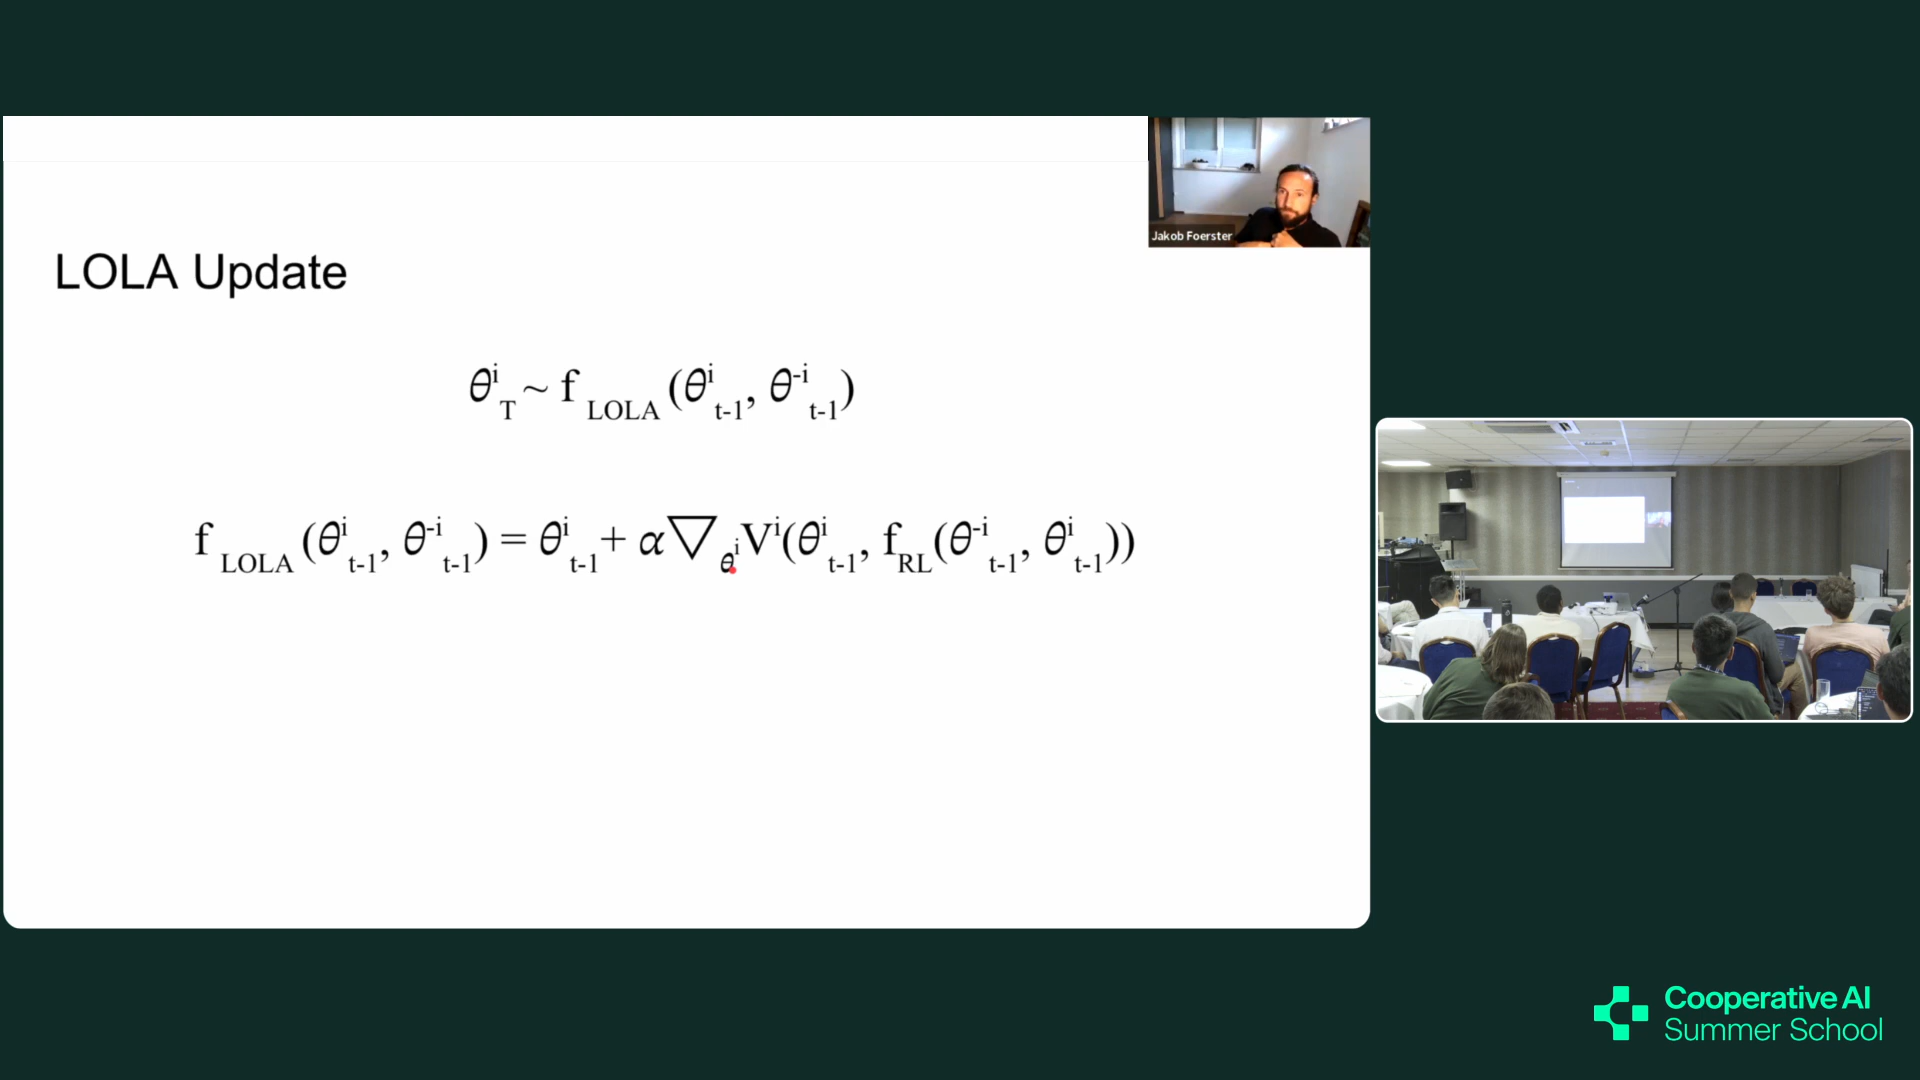 Jakob Foerster
LOLA Update
θ^i_T ~ f_LOLA (θ^i_t-1, θ^-i_t-1)
f_LOLA (θ^i_t-1, θ^-i_t-1) = θ^i_t-1 + α∇_θ^i V^i(θ^i_t-1, f_RL(θ^-i_t-1, θ^i_t-1))
Cooperative AI
Summer School